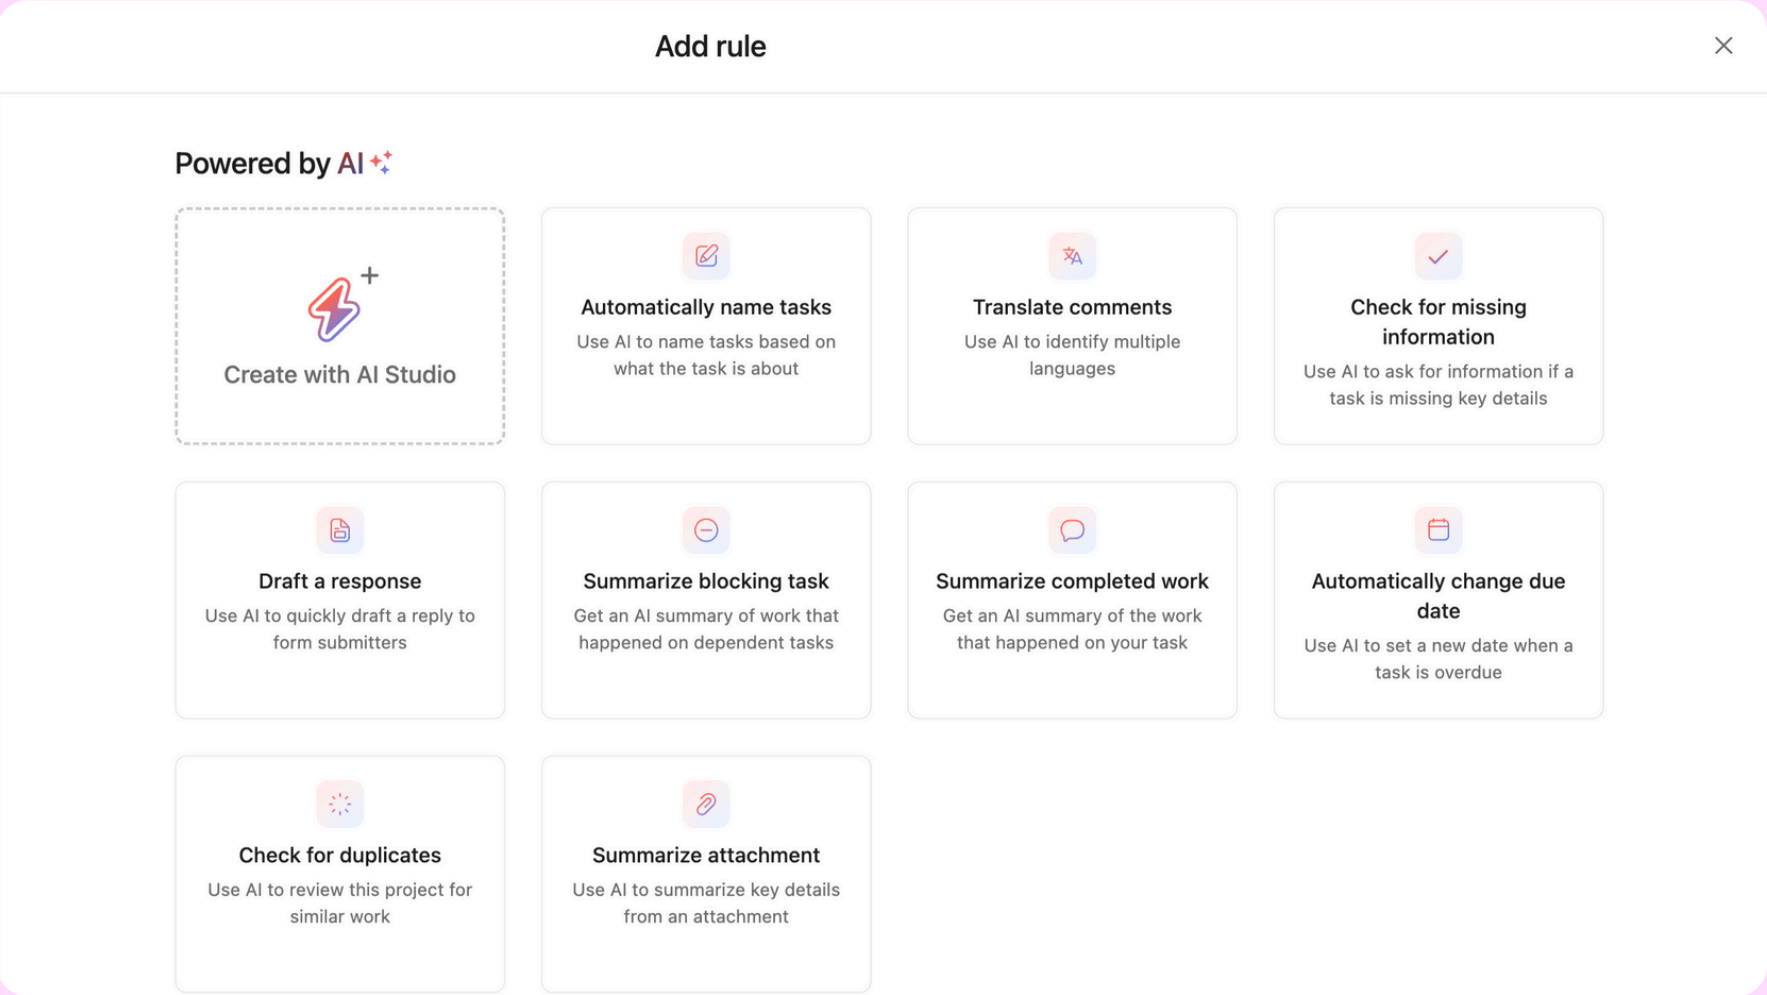 Add rule
Powered by AI
Create with AI Studio
Automatically name tasks
Use AI to name tasks based on
what the task is about
Translate comments
Use AI to identify multiple
languages
Check for missing
information
Use AI to ask for information if a
task is missing key details
Draft a response
Use AI to quickly draft a reply to
form submitters
Summarize blocking task
Get an AI summary of work that
happened on dependent tasks
Summarize completed work
Get an AI summary of the work
that happened on your task
Automatically change due
date
Use AI to set a new date when a
task is overdue
Check for duplicates
Use AI to review this project for
similar work
Summarize attachment
Use AI to summarize key details
from an attachment